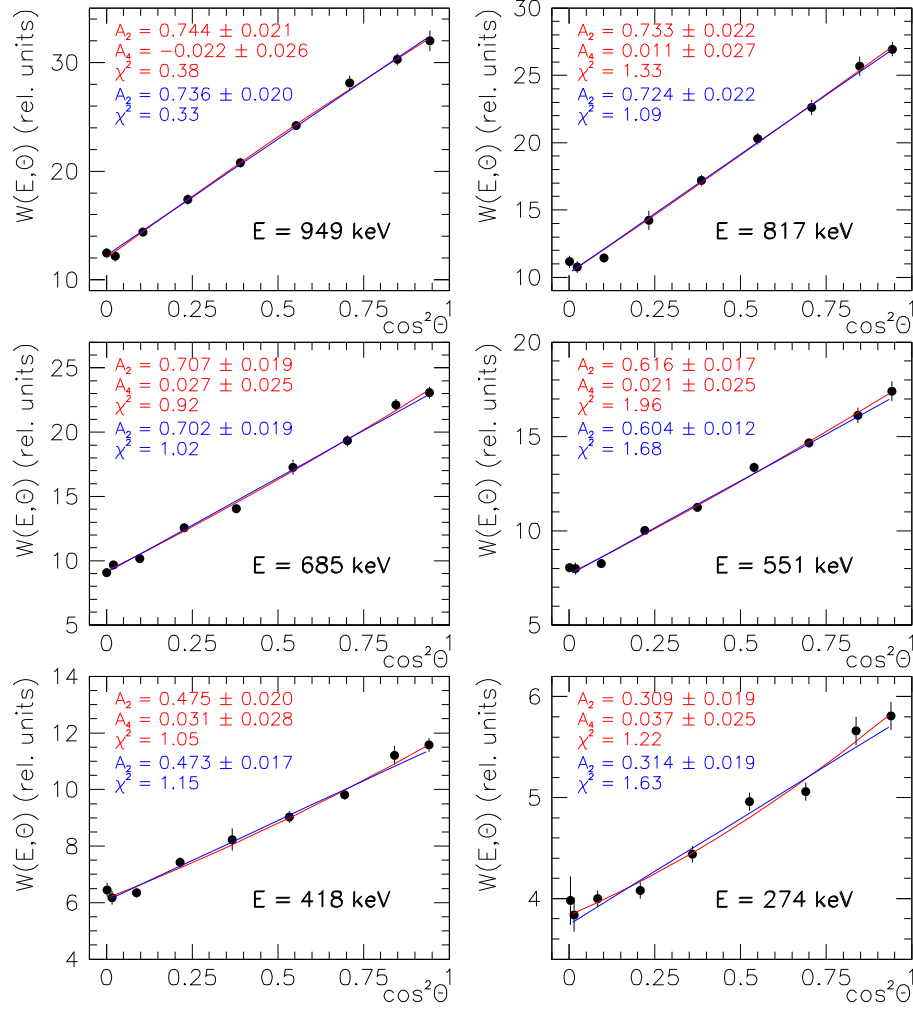 W(E,Θ) (rel. units)
30
20
10
A₂ = 0.744 ± 0.021
A₄ = −0.022 ± 0.026
χ² = 0.38
A₂ = 0.736 ± 0.020
χ² = 0.33
E = 949 keV
0 0.25 0.5 0.75 1
cos²Θ
W(E,Θ) (rel. units)
30
25
20
15
10
A₂ = 0.733 ± 0.022
A₄ = 0.011 ± 0.027
χ² = 1.33
A₂ = 0.724 ± 0.022
χ² = 1.09
E = 817 keV
0 0.25 0.5 0.75 1
cos²Θ
W(E,Θ) (rel. units)
25
20
15
10
5
A₂ = 0.707 ± 0.019
A₄ = 0.027 ± 0.025
χ² = 0.92
A₂ = 0.702 ± 0.019
χ² = 1.02
E = 685 keV
0 0.25 0.5 0.75 1
cos²Θ
W(E,Θ) (rel. units)
20
15
10
5
A₂ = 0.616 ± 0.017
A₄ = 0.021 ± 0.025
χ² = 1.96
A₂ = 0.604 ± 0.012
χ² = 1.68
E = 551 keV
0 0.25 0.5 0.75 1
cos²Θ
W(E,Θ) (rel. units)
14
12
10
8
6
4
A₂ = 0.475 ± 0.020
A₄ = 0.031 ± 0.028
χ² = 1.05
A₂ = 0.473 ± 0.017
χ² = 1.15
E = 418 keV
0 0.25 0.5 0.75 1
cos²Θ
W(E,Θ) (rel. units)
6
5
4
A₂ = 0.309 ± 0.019
A₄ = 0.037 ± 0.025
χ² = 1.22
A₂ = 0.314 ± 0.019
χ² = 1.63
E = 274 keV
0 0.25 0.5 0.75 1
cos²Θ